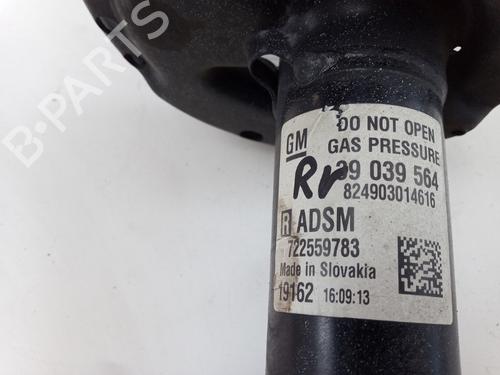 B-PARTS
DO NOT OPEN
GM GAS PRESSURE
Rr 39 039 564
824903014616
R ADSM
722559783
Made in Slovakia
19162 16:09:13